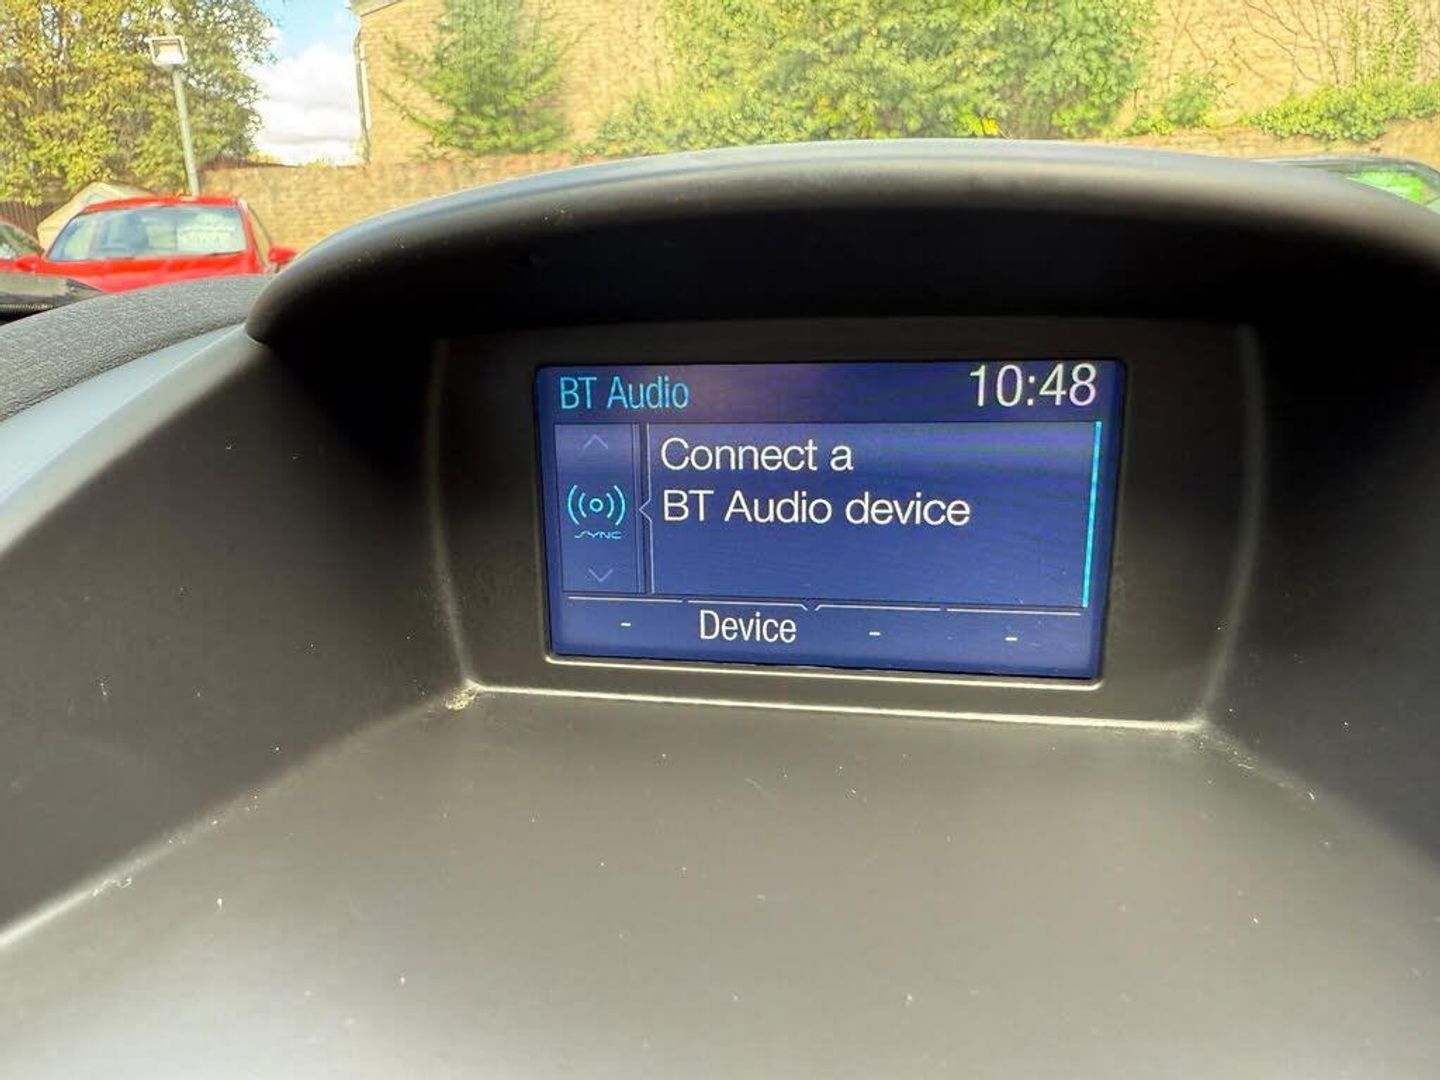 BT Audio
10:48
Connect a
BT Audio device
SYNC
- Device - -